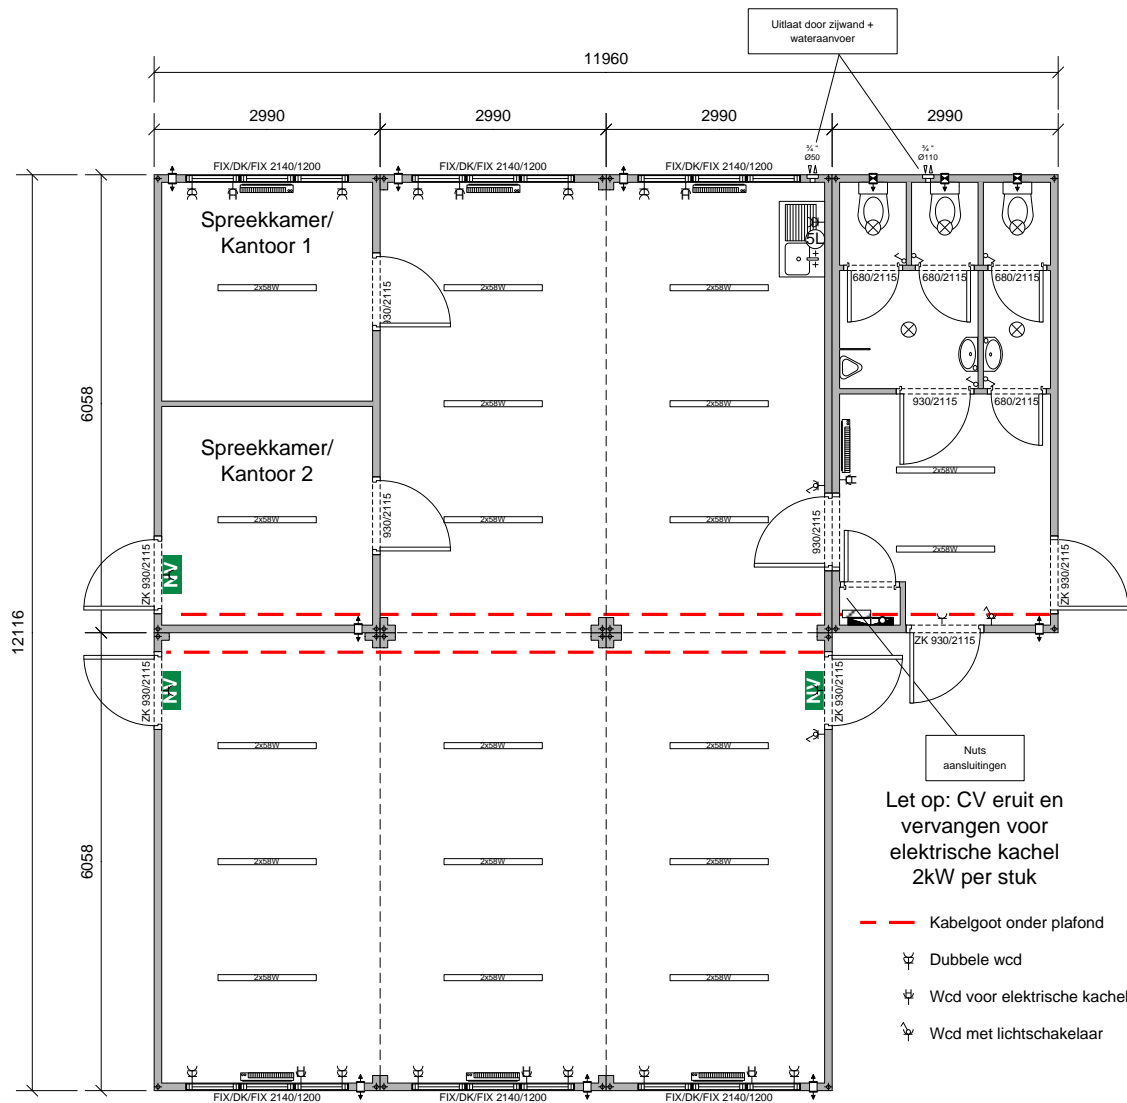 Uitlaat door zijwand +
wateraanvoer
11960
2990
2990
2990
2990
¾ "
Ø50
¾ "
Ø110
FIX/DK/FIX 2140/1200
FIX/DK/FIX 2140/1200
FIX/DK/FIX 2140/1200
Spreekkamer/
Kantoor 1
5L
2x58W
2x58W
2x58W
930/2115
680/2115
680/2115
680/2115
6058
2x58W
2x58W
930/2115
680/2115
Spreekkamer/
Kantoor 2
2x58W
2x58W
2x58W
2x58W
930/2115
930/2115
2x58W
ZK 930/2115
NV
ZK 930/2115
12116
ZK 930/2115
ZK 930/2115
NV
NV
ZK 930/2115
2x58W
2x58W
2x58W
Nuts
aansluitingen
Let op: CV eruit en
vervangen voor
elektrische kachel
2kW per stuk
6058
2x58W
2x58W
2x58W
Kabelgoot onder plafond
Dubbele wcd
2x58W
2x58W
2x58W
Wcd voor elektrische kachel
Wcd met lichtschakelaar
FIX/DK/FIX 2140/1200
FIX/DK/FIX 2140/1200
FIX/DK/FIX 2140/1200